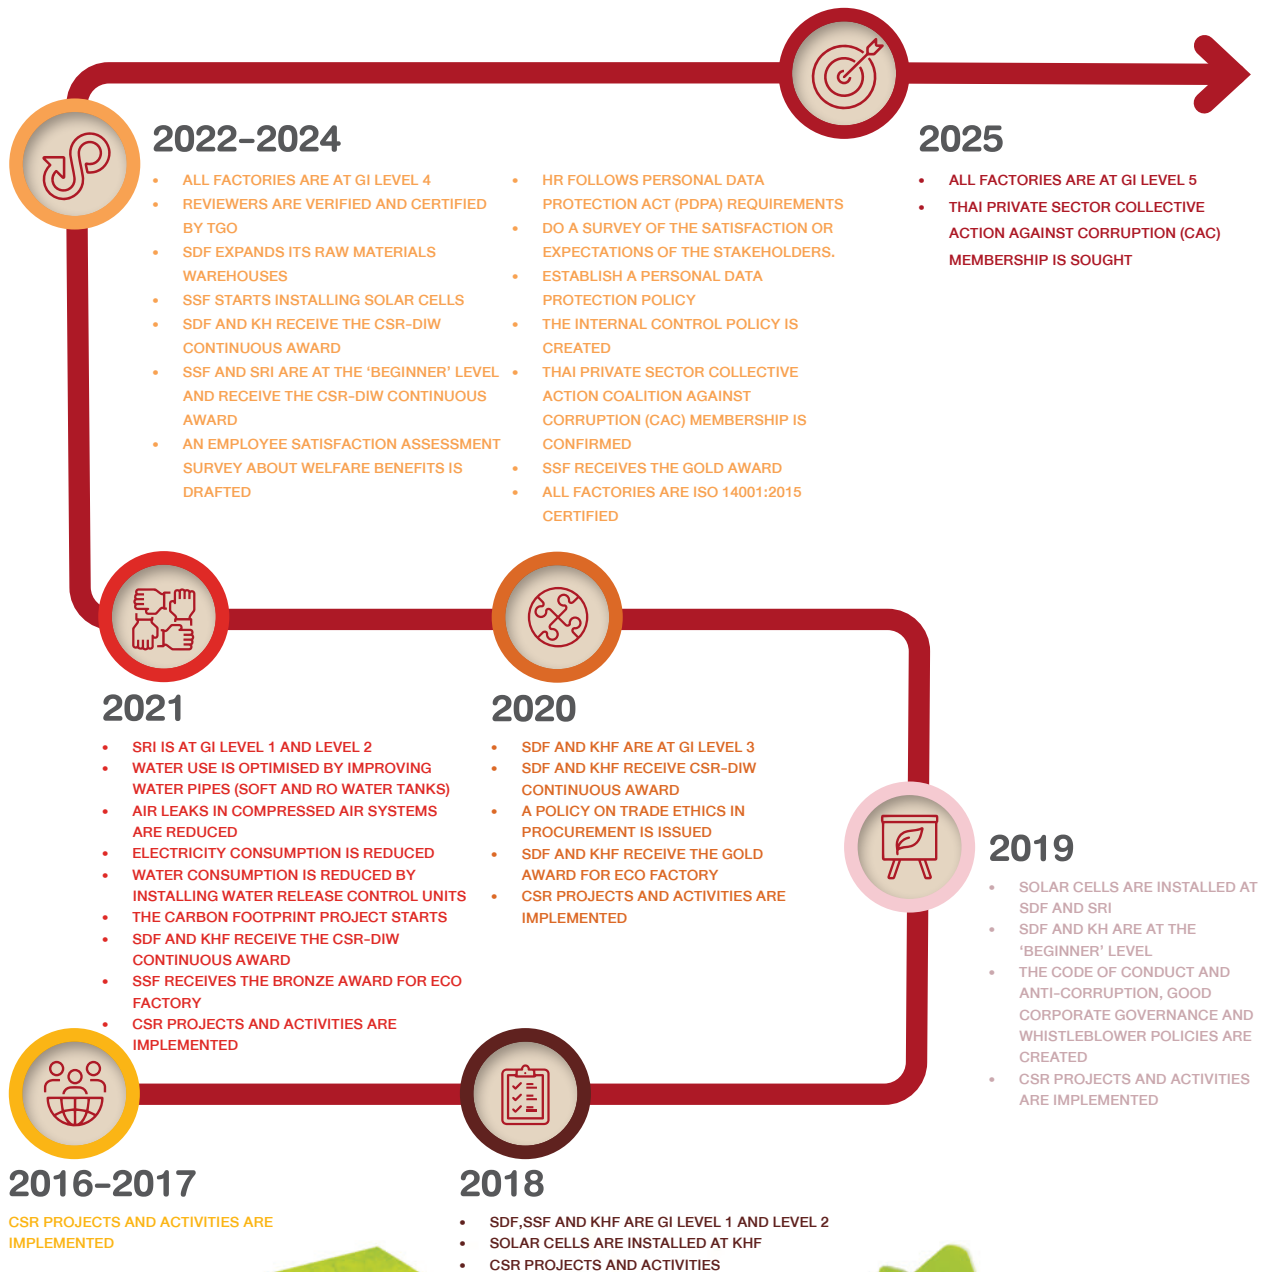 2022-2024
• ALL FACTORIES ARE AT GI LEVEL 4
• REVIEWERS ARE VERIFIED AND CERTIFIED
BY TGO
• SDF EXPANDS ITS RAW MATERIALS
WAREHOUSES
• SSF STARTS INSTALLING SOLAR CELLS
• SDF AND KH RECEIVE THE CSR-DIW
CONTINUOUS AWARD
• SSF AND SRI ARE AT THE ‘BEGINNER’ LEVEL
AND RECEIVE THE CSR-DIW CONTINUOUS
AWARD
• AN EMPLOYEE SATISFACTION ASSESSMENT
SURVEY ABOUT WELFARE BENEFITS IS
DRAFTED
• HR FOLLOWS PERSONAL DATA
PROTECTION ACT (PDPA) REQUIREMENTS
• DO A SURVEY OF THE SATISFACTION OR
EXPECTATIONS OF THE STAKEHOLDERS.
• ESTABLISH A PERSONAL DATA
PROTECTION POLICY
• THE INTERNAL CONTROL POLICY IS
CREATED
• THAI PRIVATE SECTOR COLLECTIVE
ACTION COALITION AGAINST
CORRUPTION (CAC) MEMBERSHIP IS
CONFIRMED
• SSF RECEIVES THE GOLD AWARD
• ALL FACTORIES ARE ISO 14001:2015
CERTIFIED
2025
• ALL FACTORIES ARE AT GI LEVEL 5
• THAI PRIVATE SECTOR COLLECTIVE
ACTION AGAINST CORRUPTION (CAC)
MEMBERSHIP IS SOUGHT
2021
• SRI IS AT GI LEVEL 1 AND LEVEL 2
• WATER USE IS OPTIMISED BY IMPROVING
WATER PIPES (SOFT AND RO WATER TANKS)
• AIR LEAKS IN COMPRESSED AIR SYSTEMS
ARE REDUCED
• ELECTRICITY CONSUMPTION IS REDUCED
• WATER CONSUMPTION IS REDUCED BY
INSTALLING WATER RELEASE CONTROL UNITS
• THE CARBON FOOTPRINT PROJECT STARTS
• SDF AND KHF RECEIVE THE CSR-DIW
CONTINUOUS AWARD
• SSF RECEIVES THE BRONZE AWARD FOR ECO
FACTORY
• CSR PROJECTS AND ACTIVITIES ARE
IMPLEMENTED
2020
• SDF AND KHF ARE AT GI LEVEL 3
• SDF AND KHF RECEIVE CSR-DIW
CONTINUOUS AWARD
• A POLICY ON TRADE ETHICS IN
PROCUREMENT IS ISSUED
• SDF AND KHF RECEIVE THE GOLD
AWARD FOR ECO FACTORY
• CSR PROJECTS AND ACTIVITIES ARE
IMPLEMENTED
2019
• SOLAR CELLS ARE INSTALLED AT
SDF AND SRI
• SDF AND KH ARE AT THE
‘BEGINNER’ LEVEL
• THE CODE OF CONDUCT AND
ANTI-CORRUPTION, GOOD
CORPORATE GOVERNANCE AND
WHISTLEBLOWER POLICIES ARE
CREATED
• CSR PROJECTS AND ACTIVITIES
ARE IMPLEMENTED
2016-2017
CSR PROJECTS AND ACTIVITIES ARE
IMPLEMENTED
2018
• SDF,SSF AND KHF ARE GI LEVEL 1 AND LEVEL 2
• SOLAR CELLS ARE INSTALLED AT KHF
• CSR PROJECTS AND ACTIVITIES